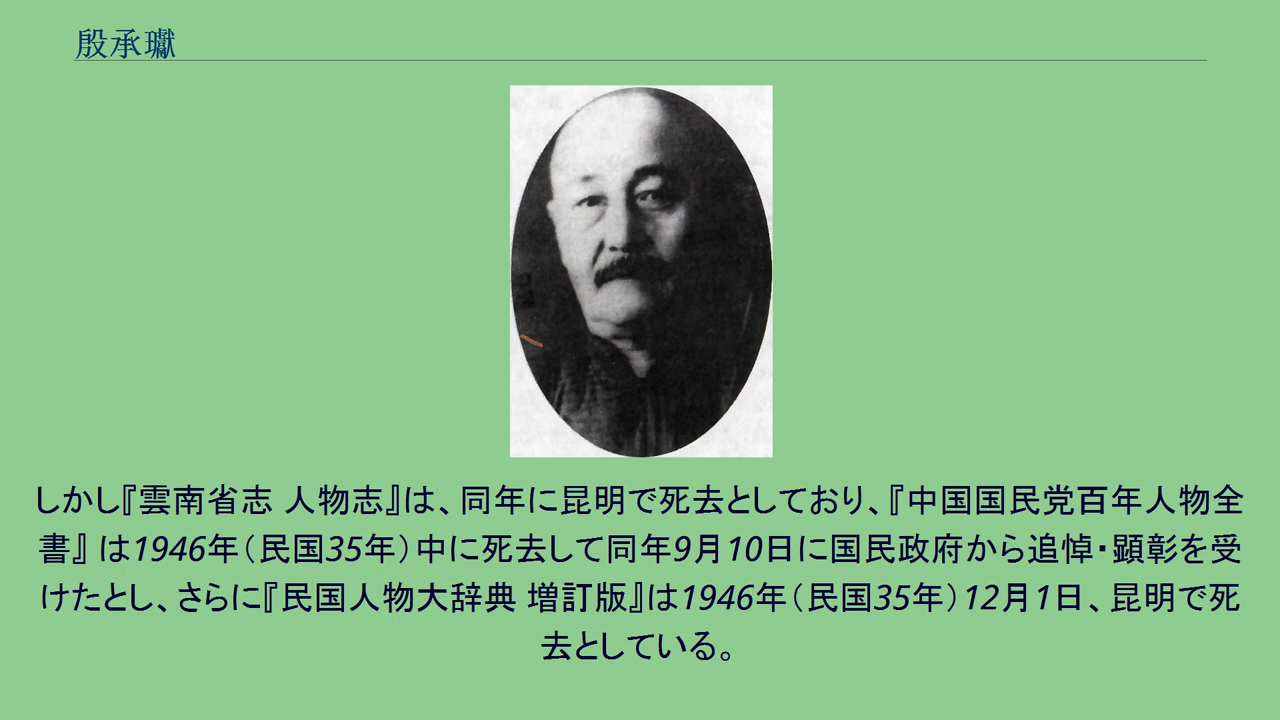 殷承瓛
しかし『雲南省志 人物志』は、同年に昆明で死去としており、『中国国民党百年人物全
書』 は1946年（民国35年）中に死去して同年9月10日に国民政府から追悼・顕彰を受
けたとし、さらに『民国人物大辞典 増訂版』は1946年（民国35年）12月1日、昆明で死
去としている。